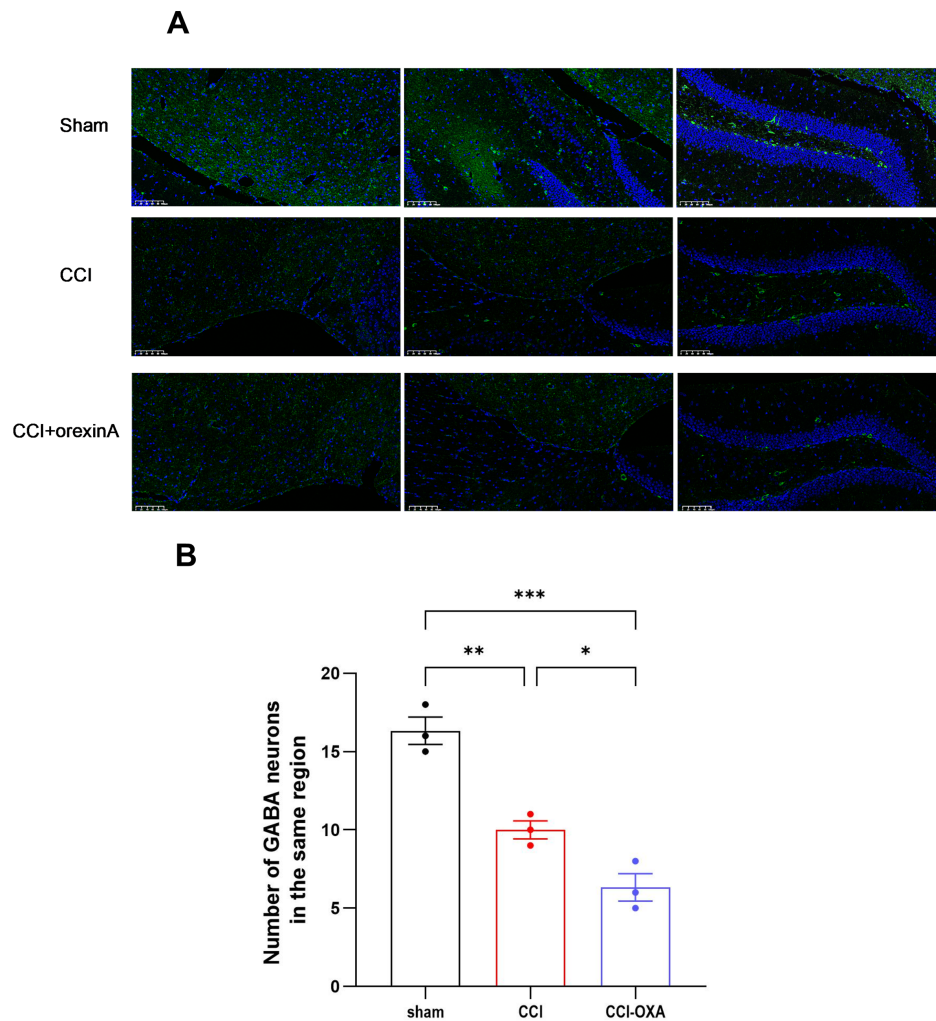 A
Sham
CCI
CCI+orexinA
B
***
** *
20
15
10
5
0
Number of GABA neurons
in the same region
sham CCI CCI-OXA